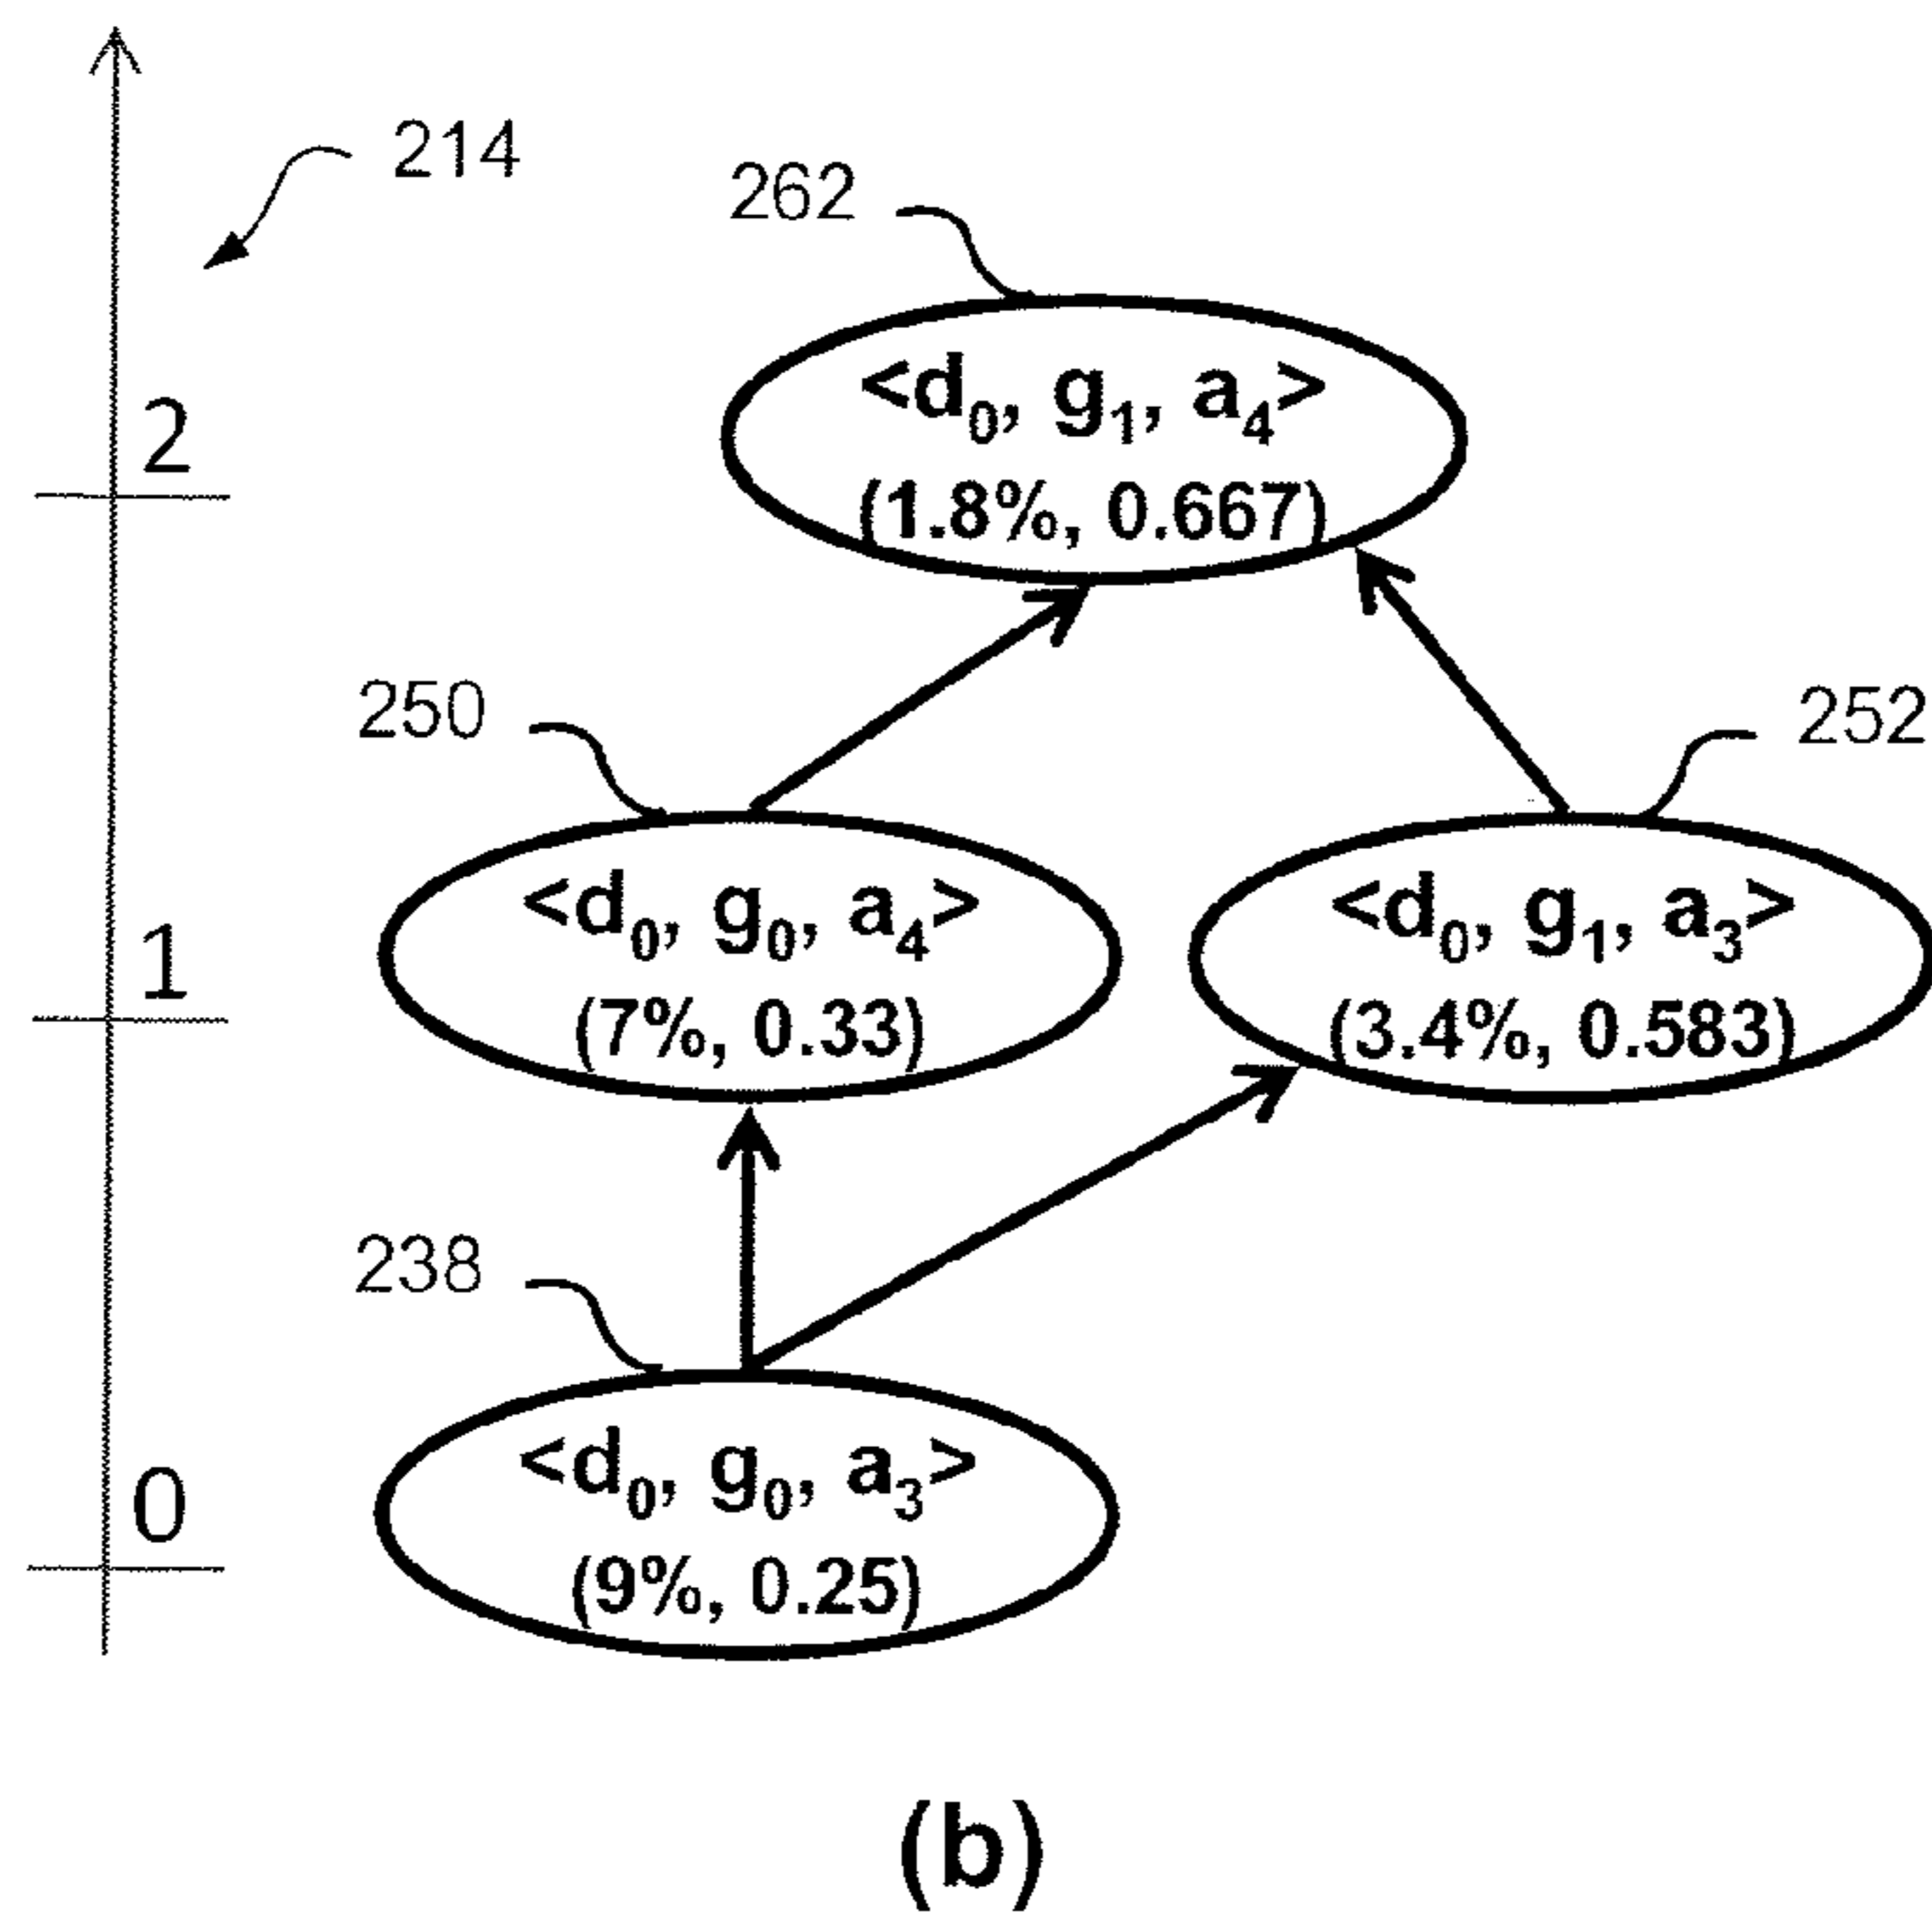 214
262
2
<d₀, g₁, a₄>
(1.8%, 0.667)
250
252
1
<d₀, g₀, a₄>
(7%, 0.33)
<d₀, g₁, a₃>
(3.4%, 0.583)
238
0
<d₀, g₀, a₃>
(9%, 0.25)
(b)